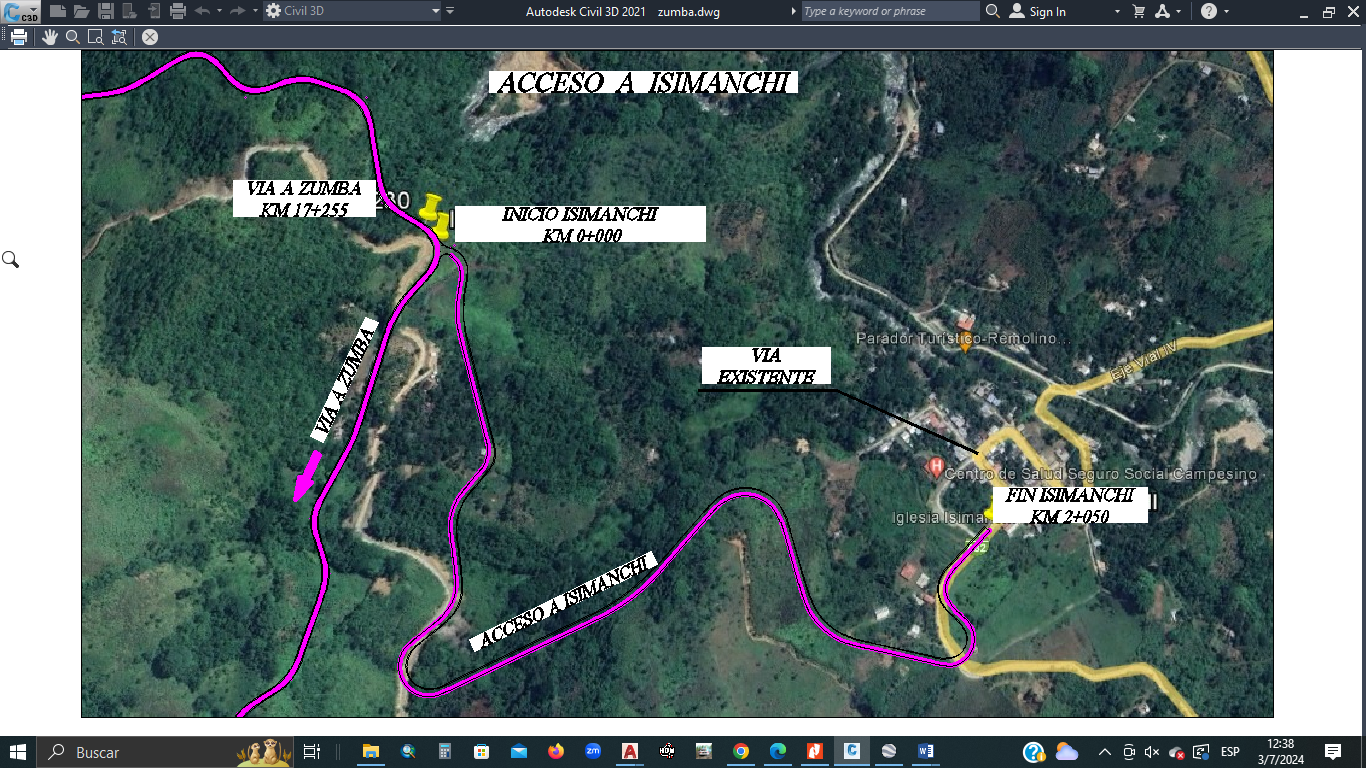 C3D
Civil 3D
Autodesk Civil 3D 2021 zumba.dwg
Type a keyword or phrase
Sign In
ACCESO A ISIMANCHI
VIA A ZUMBA
KM 17+255
INICIO ISIMANCHI
KM 0+000
VIA A ZUMBA
VIA
EXISTENTE
Parador Turístico-Remolino...
Eje Vial IV
Centro de Salud Seguro Social Campesino
FIN ISIMANCHI
KM 2+050
Iglesia Isima
ACCESO A ISIMANCHI
Buscar
ESP
12:38
3/7/2024